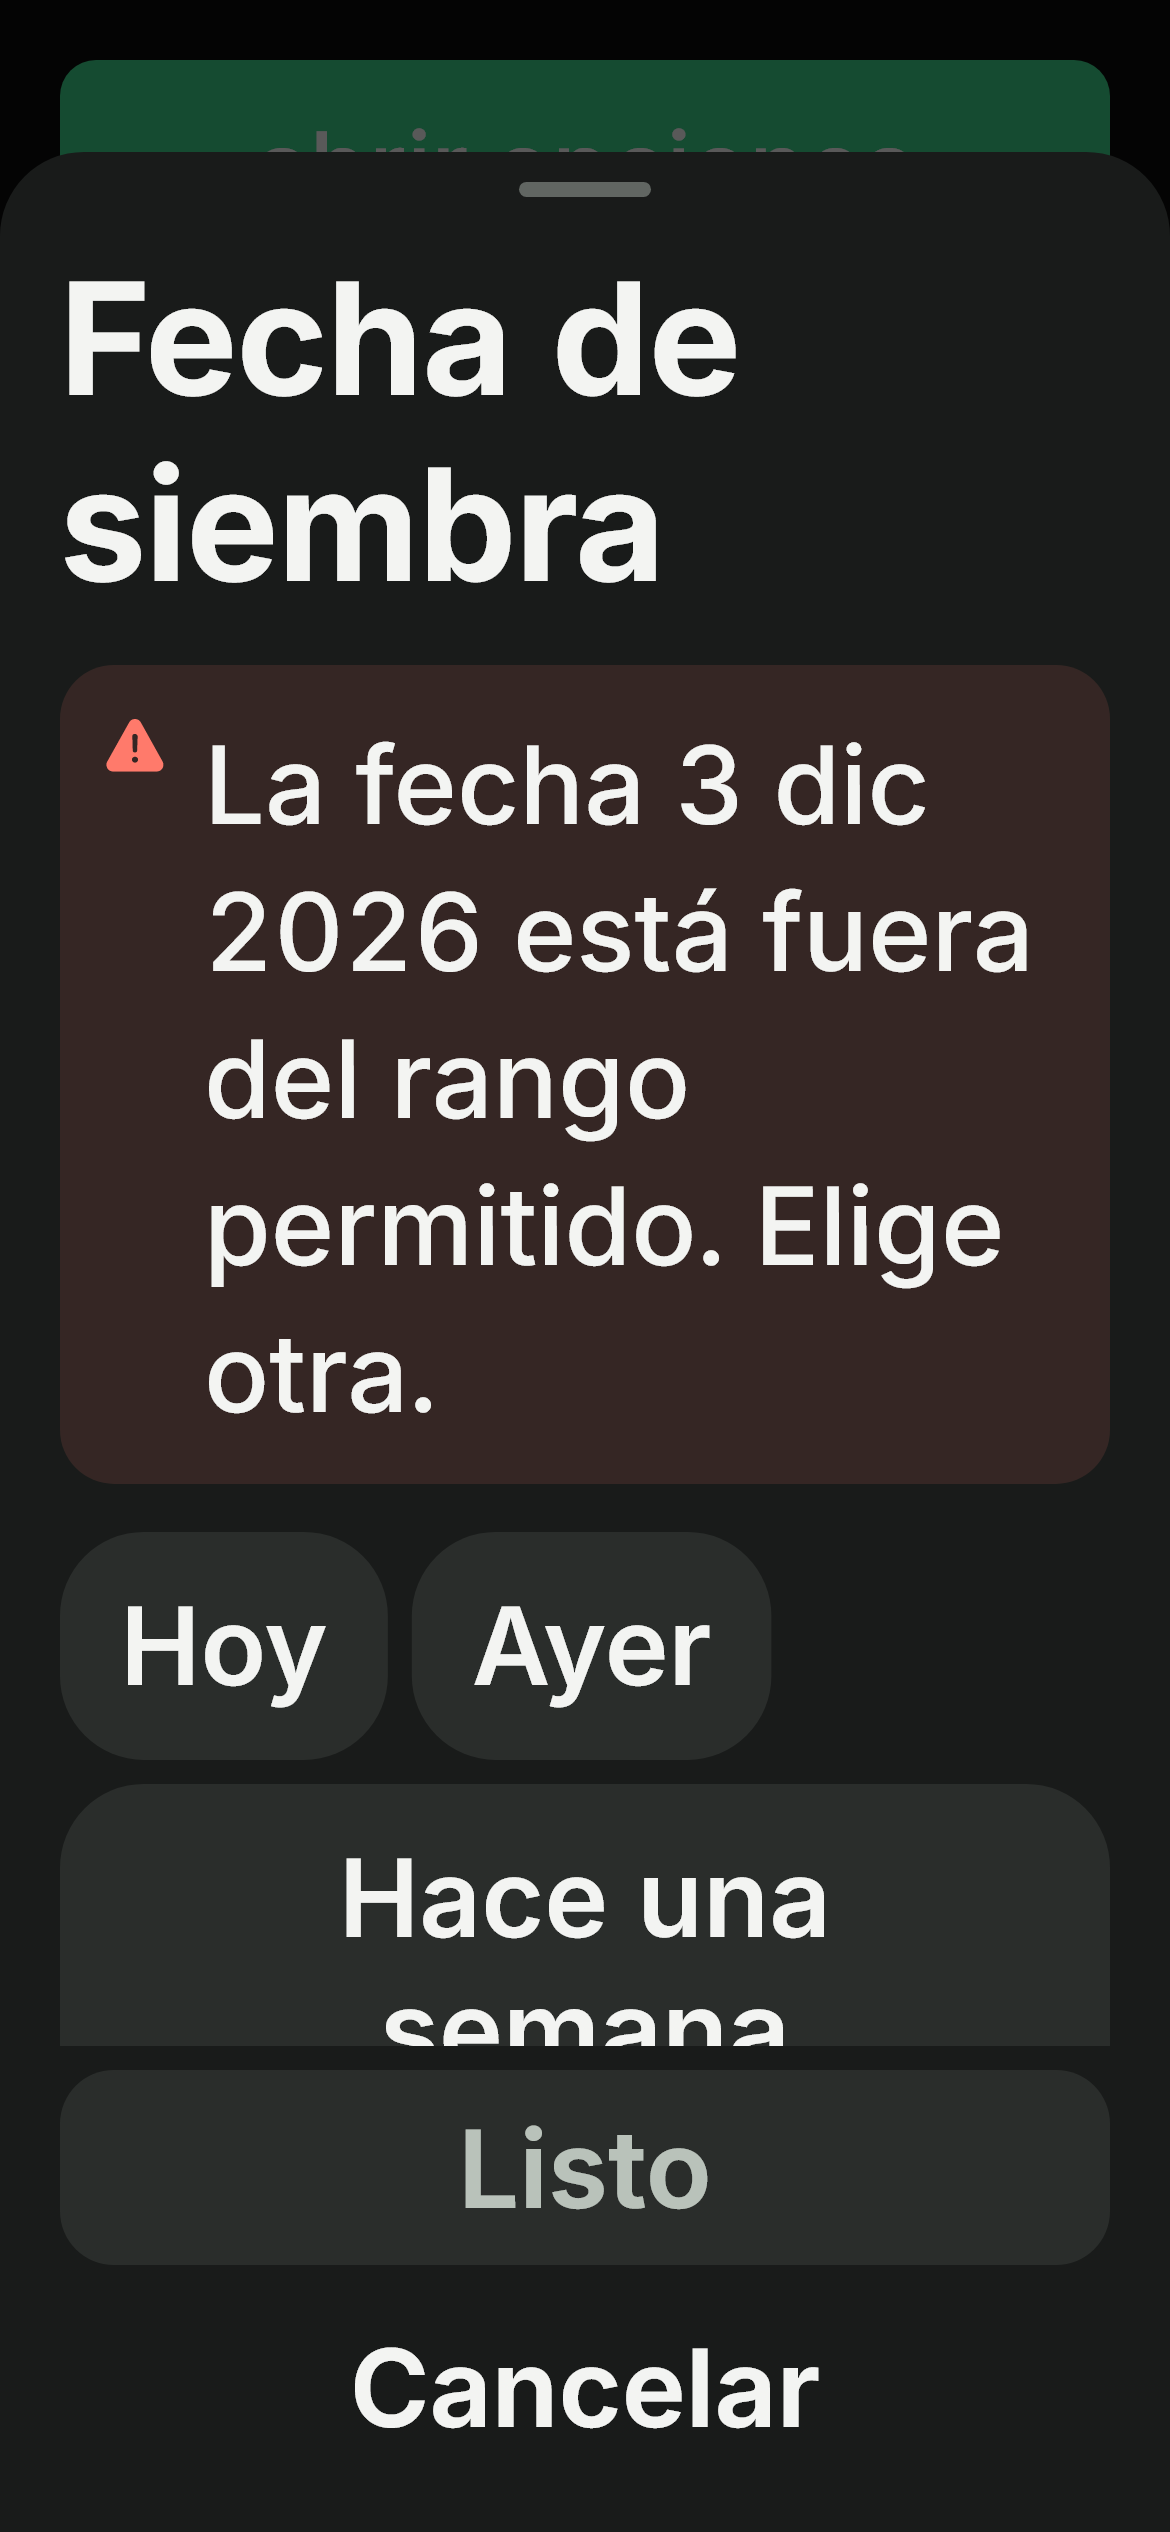 Fecha de
siembra
La fecha 3 dic
2026 está fuera
del rango
permitido. Elige
otra.
Hoy
Ayer
Hace una
semana
Listo
Cancelar